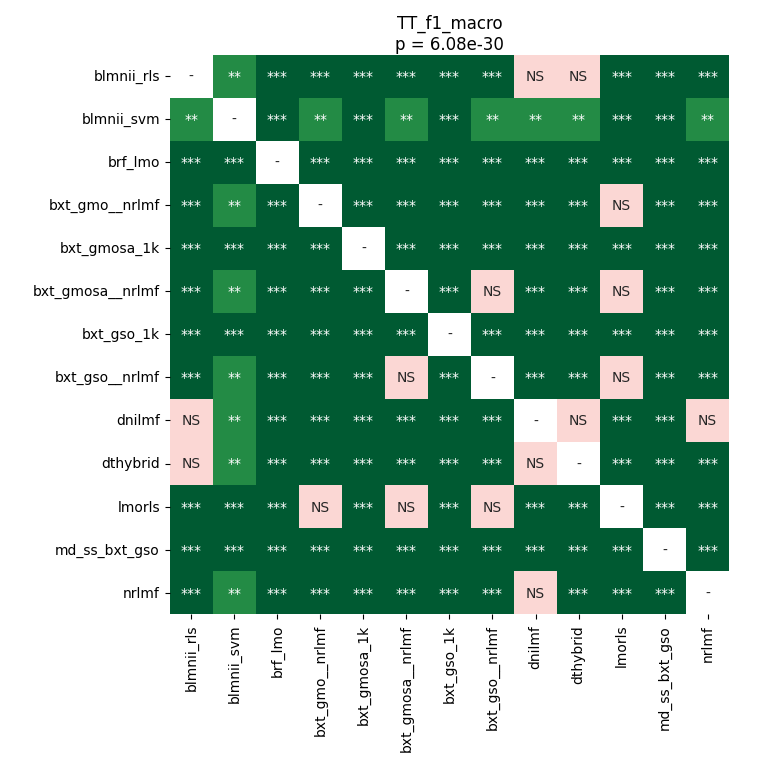 TT_f1_macro
p = 6.08e-30
blmnii_rls - ** *** *** *** *** *** *** NS NS *** *** ***
blmnii_svm ** - *** ** *** ** *** ** ** ** *** *** **
brf_lmo *** *** - *** *** *** *** *** *** *** *** *** ***
bxt_gmo__nrlmf *** ** *** - *** *** *** *** *** *** NS *** ***
bxt_gmosa_1k *** *** *** *** - *** *** *** *** *** *** *** ***
bxt_gmosa__nrlmf *** ** *** *** *** - *** NS *** *** NS *** ***
bxt_gso_1k *** *** *** *** *** *** - *** *** *** *** *** ***
bxt_gso__nrlmf *** ** *** *** *** NS *** - *** *** NS *** ***
dnilmf NS ** *** *** *** *** *** *** - NS *** *** NS
dthybrid NS ** *** *** *** *** *** *** NS - *** *** ***
lmorls *** *** *** NS *** NS *** NS *** *** - *** ***
md_ss_bxt_gso *** *** *** *** *** *** *** *** *** *** *** - ***
nrlmf *** ** *** *** *** *** *** *** NS *** *** *** -
blmnii_rls
blmnii_svm
brf_lmo
bxt_gmo__nrlmf
bxt_gmosa_1k
bxt_gmosa__nrlmf
bxt_gso_1k
bxt_gso__nrlmf
dnilmf
dthybrid
lmorls
md_ss_bxt_gso
nrlmf